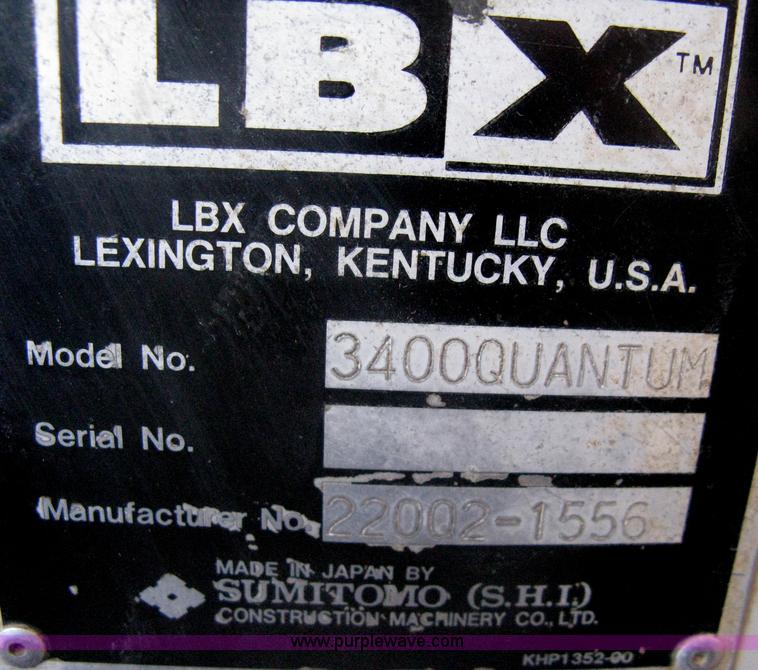 LBX™
LBX COMPANY LLC
LEXINGTON, KENTUCKY, U.S.A.
Model No. 3400QUANTUM
Serial No.
Manufacturer No. 22002-1556
MADE IN JAPAN BY
SUMITOMO (S.H.I.)
CONSTRUCTION MACHINERY CO., LTD.
www.purplewave.com
KHP1352-00